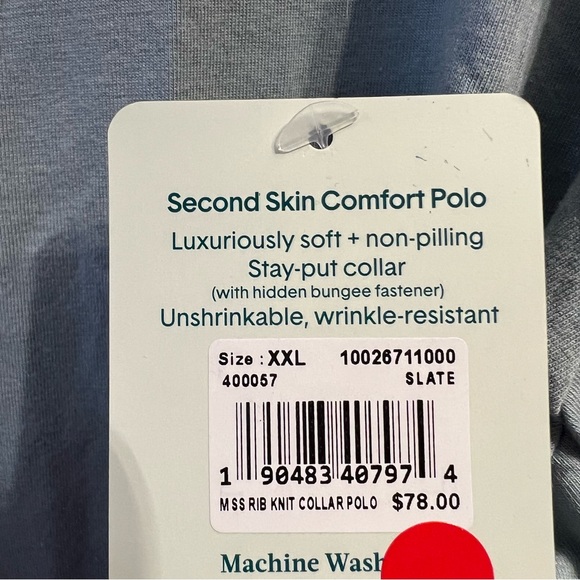 Second Skin Comfort Polo
Luxuriously soft + non-pilling
Stay-put collar
(with hidden bungee fastener)
Unshrinkable, wrinkle-resistant
Size : XXL 10026711000
400057 SLATE
1 90483 40797 4
M SS RIB KNIT COLLAR POLO $78.00
Machine Wash